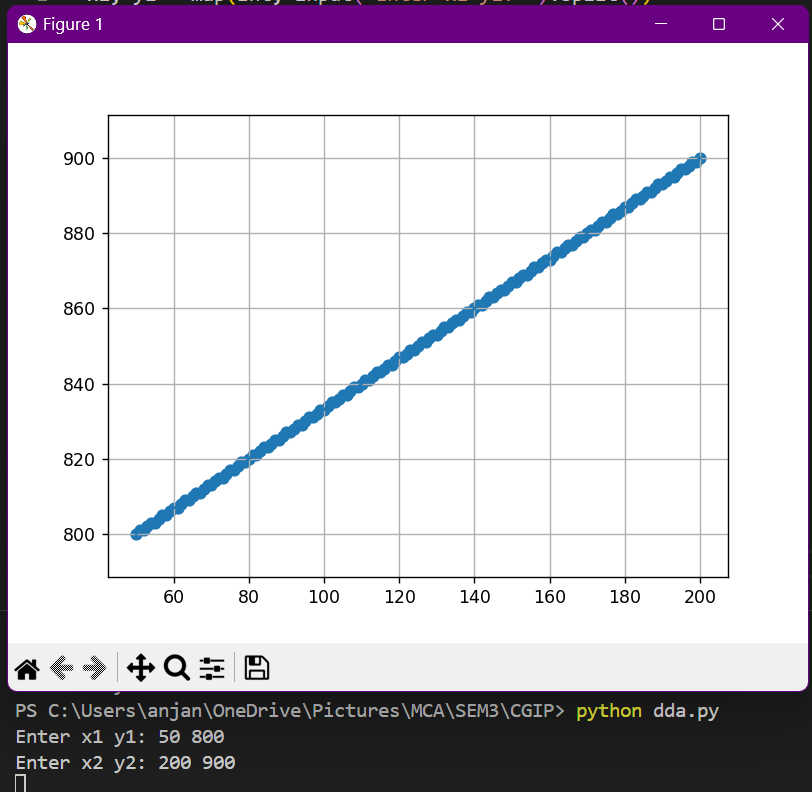 Figure 1
900
880
860
840
820
800
60 80 100 120 140 160 180 200
PS C:\Users\anjan\OneDrive\Pictures\MCA\SEM3\CGIP> python dda.py
Enter x1 y1: 50 800
Enter x2 y2: 200 900